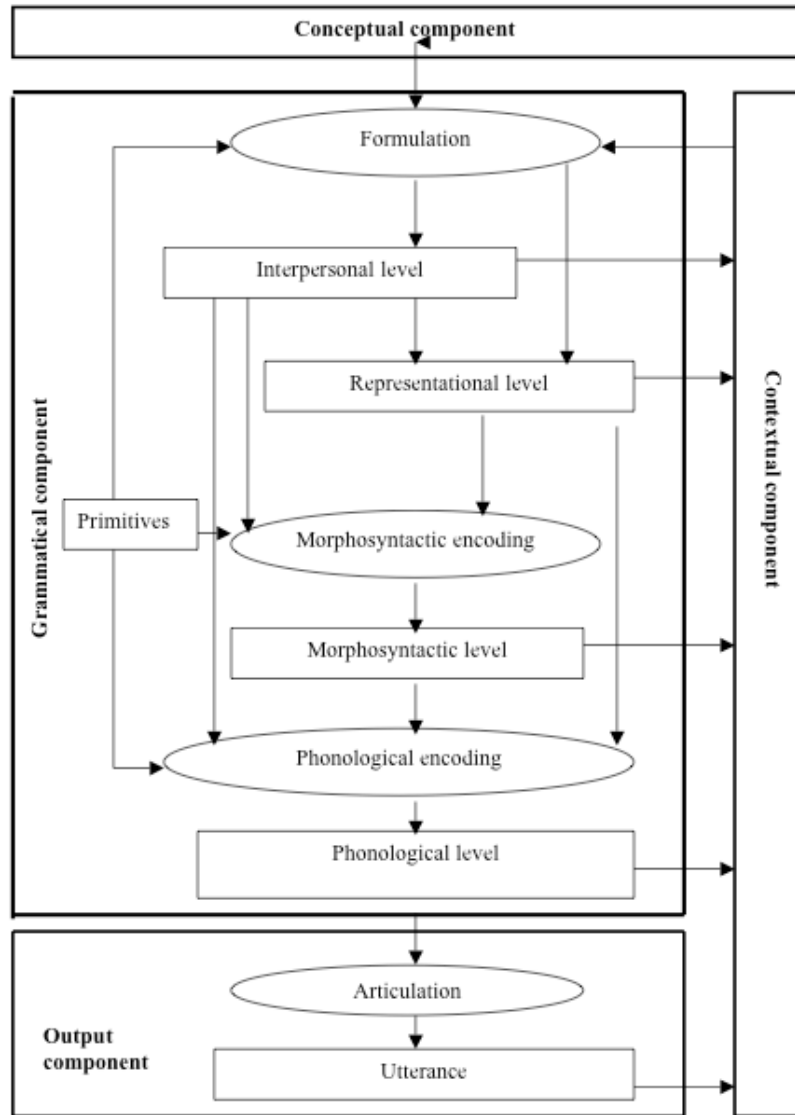 Conceptual component
Formulation
Interpersonal level
Representational level
Grammatical component
Contextual component
Primitives
Morphosyntactic encoding
Morphosyntactic level
Phonological encoding
Phonological level
Articulation
Output
component
Utterance